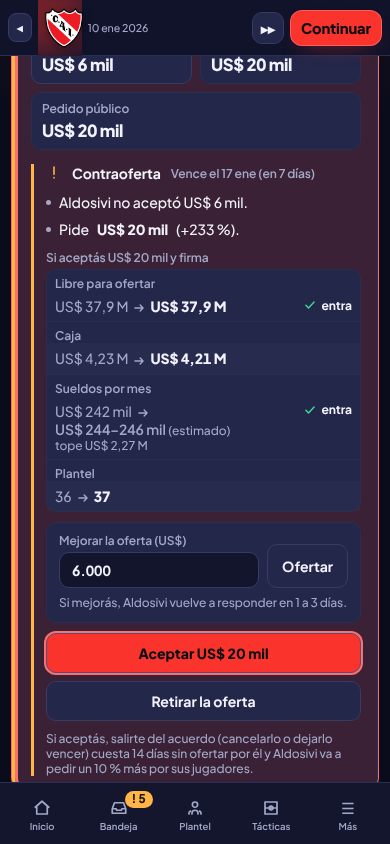 C.A.I.
10 ene 2026
Continuar
US$ 6 mil
US$ 20 mil
Pedido público
US$ 20 mil
! Contraoferta Vence el 17 ene (en 7 días)
Aldosivi no aceptó US$ 6 mil.
Pide US$ 20 mil (+233 %).
Si aceptás US$ 20 mil y firma
Libre para ofertar
US$ 37,9 M → US$ 37,9 M ✓ entra
Caja
US$ 4,23 M → US$ 4,21 M
Sueldos por mes
US$ 242 mil → ✓ entra
US$ 244–246 mil (estimado)
tope US$ 2,27 M
Plantel
36 → 37
Mejorar la oferta (US$)
6.000
Ofertar
Si mejorás, Aldosivi vuelve a responder en 1 a 3 días.
Aceptar US$ 20 mil
Retirar la oferta
Si aceptás, salirte del acuerdo (cancelarlo o dejarlo
vencer) cuesta 14 días sin ofertar por él y Aldosivi va a
pedir un 10 % más por sus jugadores.
! 5
Inicio
Bandeja
Plantel
Tácticas
Más